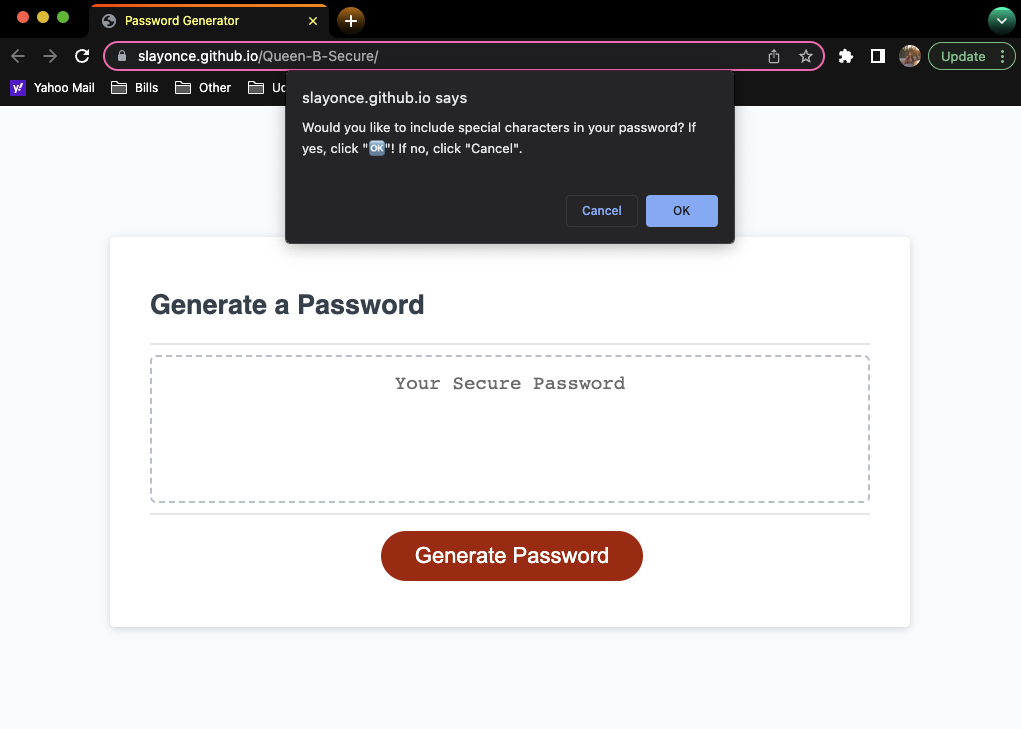 Password Generator
slayonce.github.io/Queen-B-Secure/
Update
y! Yahoo Mail Bills Other
slayonce.github.io says
Would you like to include special characters in your password? If
yes, click "🆗"! If no, click "Cancel".
Cancel OK
Generate a Password
Your Secure Password
Generate Password